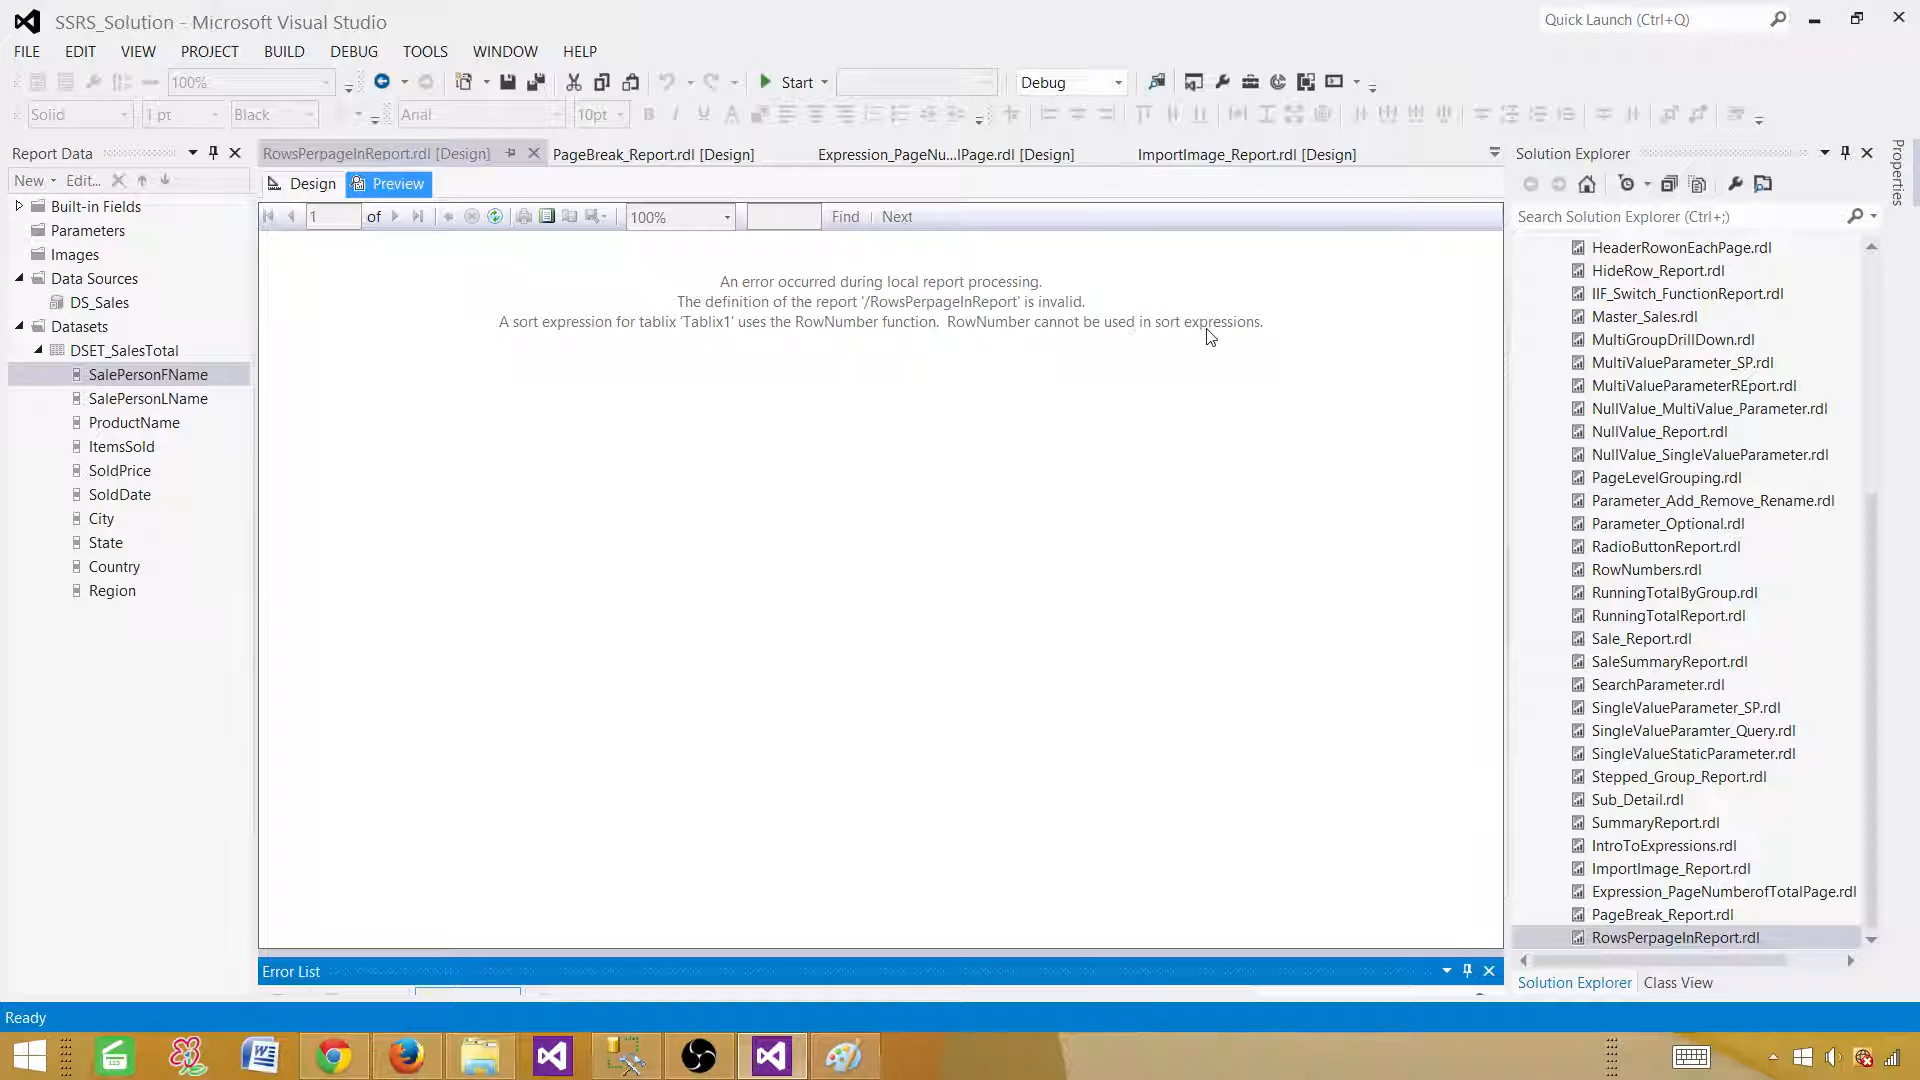 SSRS_Solution - Microsoft Visual Studio
Quick Launch (Ctrl+Q)
FILE EDIT VIEW PROJECT BUILD DEBUG TOOLS WINDOW HELP
100% Start Debug
Solid 1 pt Black Arial 10pt B I U A
Report Data
RowsPerpageInReport.rdl [Design] PageBreak_Report.rdl [Design] Expression_PageNu...lPage.rdl [Design] ImportImage_Report.rdl [Design]
Solution Explorer
Properties
New Edit...
Design Preview
1 of 100% Find Next
Search Solution Explorer (Ctrl+;)
Built-in Fields
Parameters
Images
Data Sources
DS_Sales
Datasets
DSET_SalesTotal
SalePersonFName
SalePersonLName
ProductName
ItemsSold
SoldPrice
SoldDate
City
State
Country
Region
An error occurred during local report processing.
The definition of the report '/RowsPerpageInReport' is invalid.
A sort expression for tablix 'Tablix1' uses the RowNumber function. RowNumber cannot be used in sort expressions.
HeaderRowonEachPage.rdl
HideRow_Report.rdl
IIF_Switch_FunctionReport.rdl
Master_Sales.rdl
MultiGroupDrillDown.rdl
MultiValueParameter_SP.rdl
MultiValueParameterREport.rdl
NullValue_MultiValue_Parameter.rdl
NullValue_Report.rdl
NullValue_SingleValueParameter.rdl
PageLevelGrouping.rdl
Parameter_Add_Remove_Rename.rdl
Parameter_Optional.rdl
RadioButtonReport.rdl
RowNumbers.rdl
RunningTotalByGroup.rdl
RunningTotalReport.rdl
Sale_Report.rdl
SaleSummaryReport.rdl
SearchParameter.rdl
SingleValueParameter_SP.rdl
SingleValueParamter_Query.rdl
SingleValueStaticParameter.rdl
Stepped_Group_Report.rdl
Sub_Detail.rdl
SummaryReport.rdl
IntroToExpressions.rdl
ImportImage_Report.rdl
Expression_PageNumberofTotalPage.rdl
PageBreak_Report.rdl
RowsPerpageInReport.rdl
Error List
Solution Explorer Class View
Ready